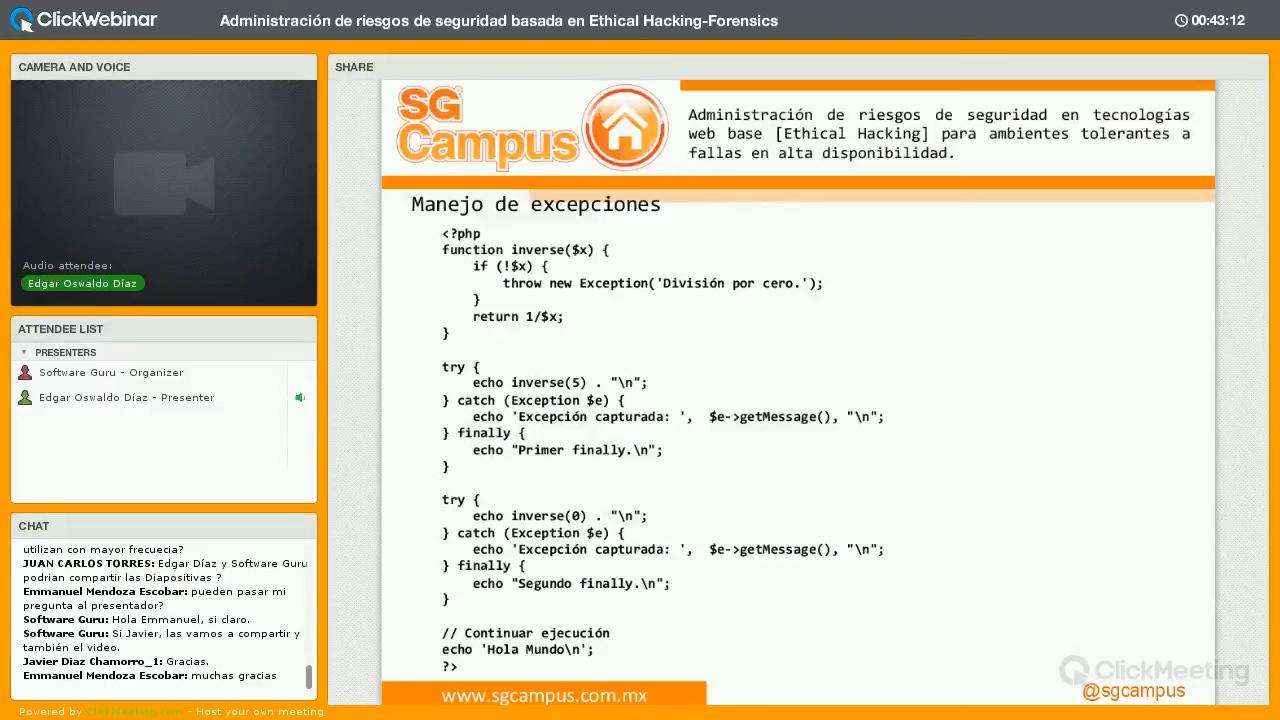 ClickWebinar
Administración de riesgos de seguridad basada en Ethical Hacking-Forensics
00:43:12
CAMERA AND VOICE
Audio attendee:
Edgar Oswaldo Díaz
ATTENDEE LIST
PRESENTERS
Software Guru - Organizer
Edgar Oswaldo Díaz - Presenter
CHAT
utilizan con mayor frecuecia?
JUAN CARLOS TORRES: Edgar Díaz y Software Guru
podrian compartir las Diapositivas ?
Emmanuel Mendoza Escobar: pueden pasar mi
pregunta al presentador?
Software Guru: Hola Emmanuel, si claro.
Software Guru: Si Javier, las vamos a compartir y
también el video.
Javier Diaz Chamorro_1: Gracias.
Emmanuel Mendoza Escobar: muchas gracias
Powered by ClickMeeting.com - Host your own meeting
SHARE
SG
Campus
Administración de riesgos de seguridad en tecnologías
web base [Ethical Hacking] para ambientes tolerantes a
fallas en alta disponibilidad.
Manejo de excepciones
<?php
function inverse($x) {
    if (!$x) {
        throw new Exception('División por cero.');
    }
    return 1/$x;
}
try {
    echo inverse(5) . "\n";
} catch (Exception $e) {
    echo 'Excepción capturada: ',  $e->getMessage(), "\n";
} finally {
    echo "Primer finally.\n";
}
try {
    echo inverse(0) . "\n";
} catch (Exception $e) {
    echo 'Excepción capturada: ',  $e->getMessage(), "\n";
} finally {
    echo "Segundo finally.\n";
}
// Continuar ejecución
echo 'Hola Mundo\n';
?>
www.sgcampus.com.mx
ClickMeeting
@sgcampus